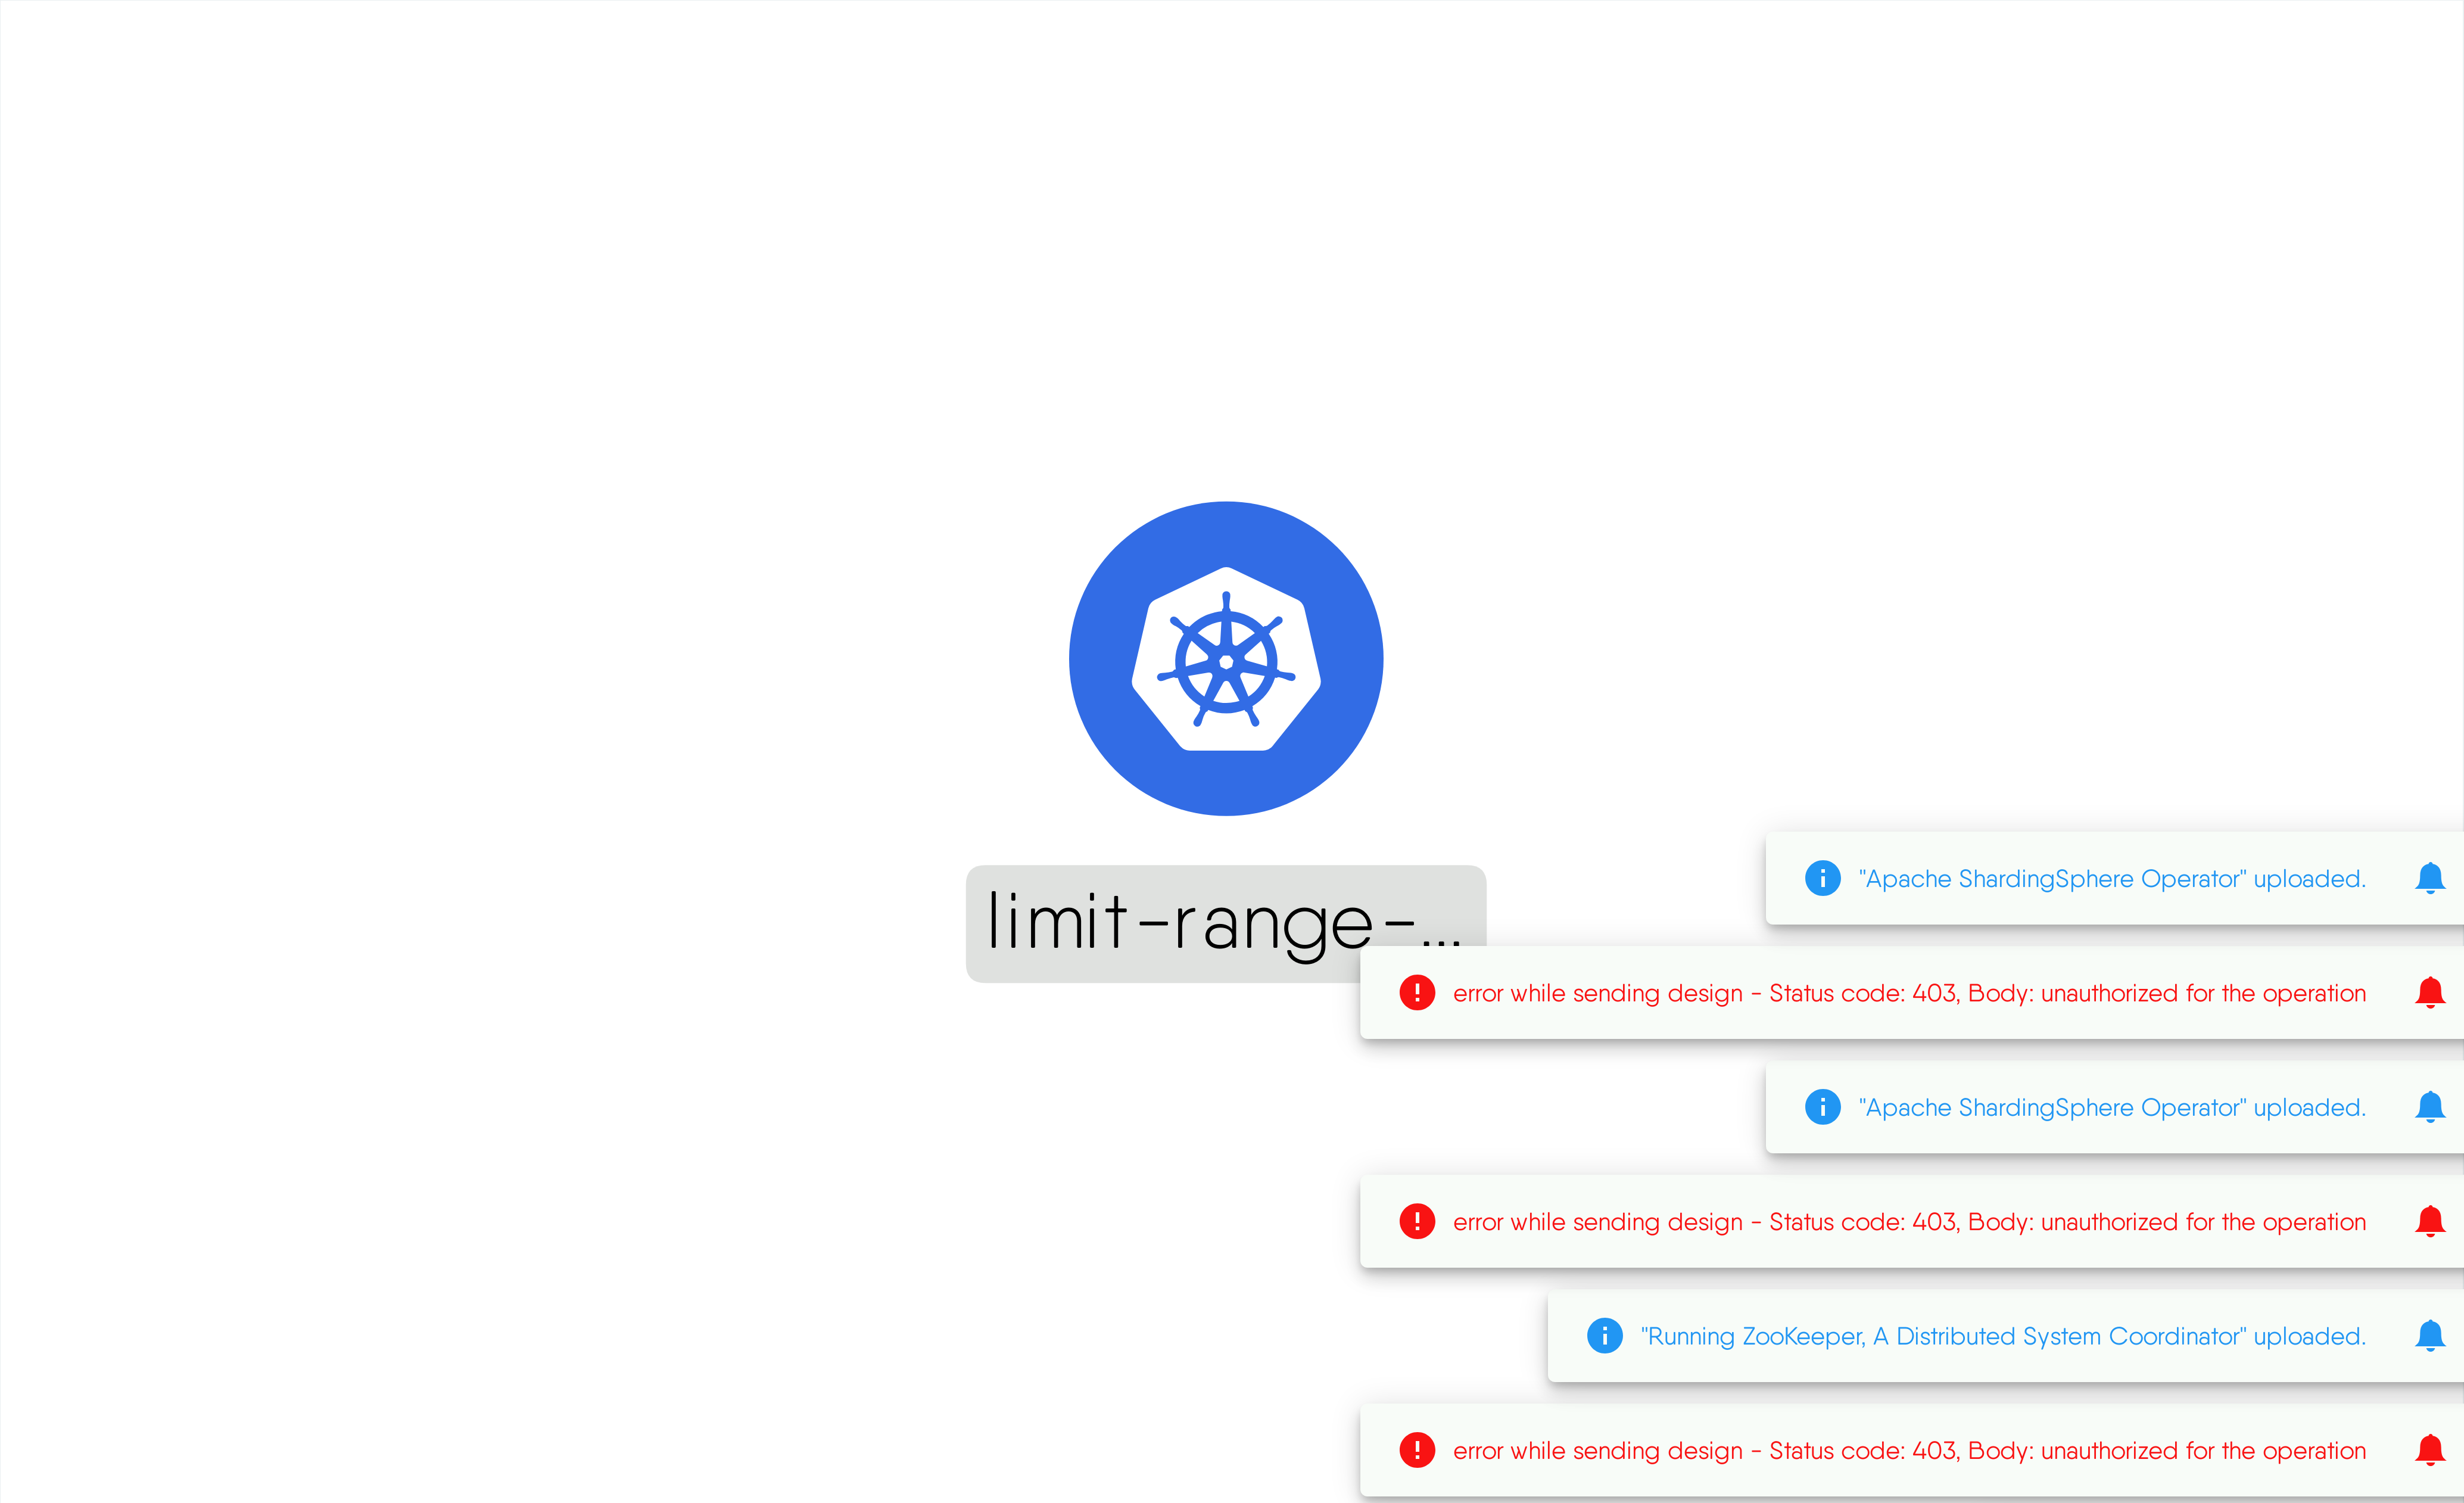 limit-range-...
"Apache ShardingSphere Operator" uploaded.
error while sending design - Status code: 403, Body: unauthorized for the operation
"Apache ShardingSphere Operator" uploaded.
error while sending design - Status code: 403, Body: unauthorized for the operation
"Running ZooKeeper, A Distributed System Coordinator" uploaded.
error while sending design - Status code: 403, Body: unauthorized for the operation